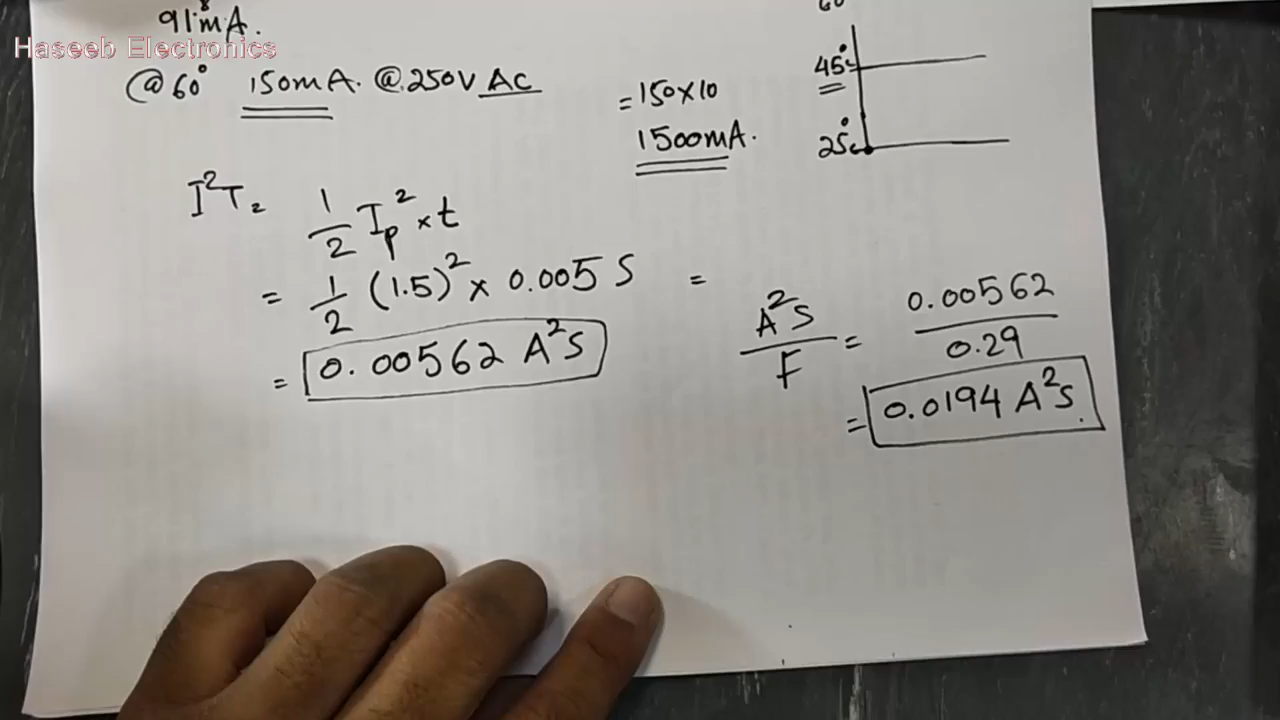 91mA.
Haseeb Electronics
@60° 150mA. @250V AC
= 150×10
1500mA.
60
45°c
25°c
I²T =
1/2 Ip² × t
= 1/2 (1.5)² × 0.005 S =
= 0.00562 A²S
A²S/F = 0.00562/0.29
= 0.0194 A²S.